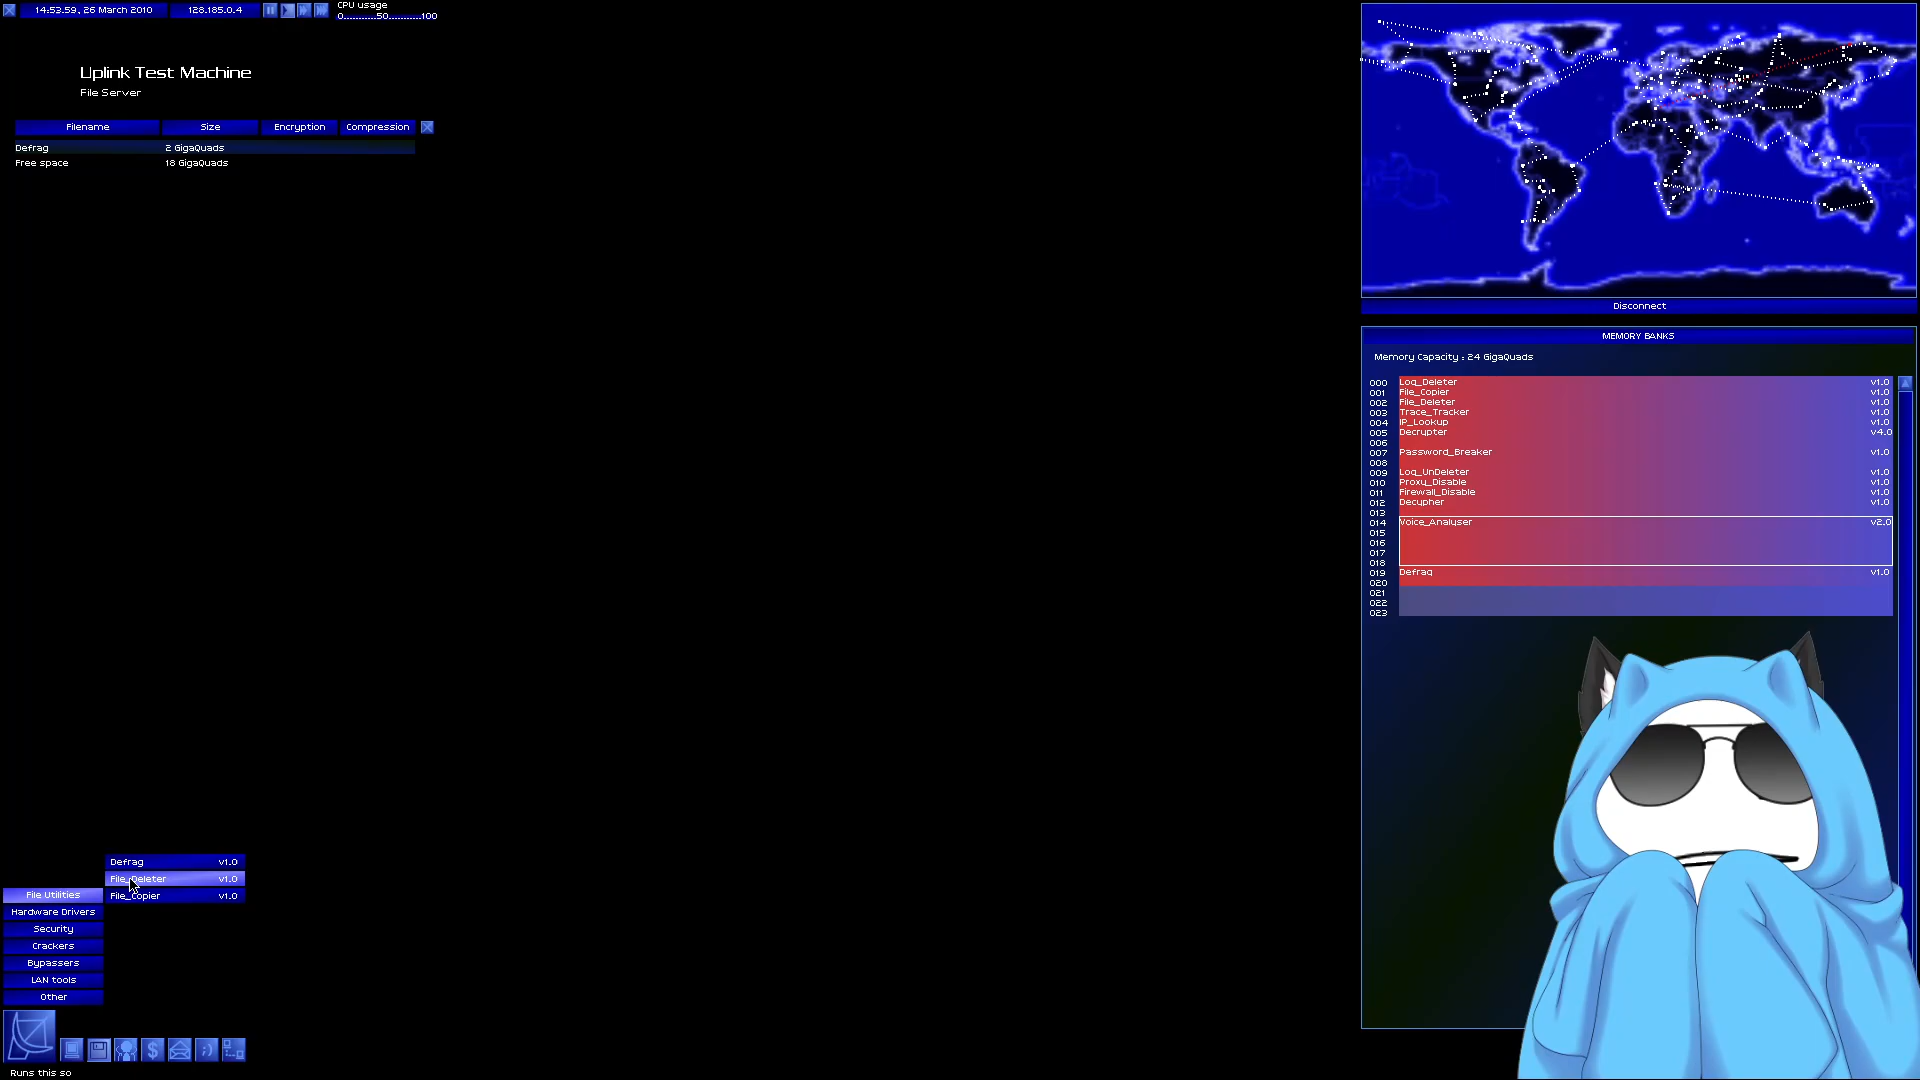 14:53.59, 26 March 2010
128.185.0.4
CPU usage
0...........50...........100
Uplink Test Machine
File Server
Filename Size Encryption Compression
Defrag 2 GigaQuads
Free space 18 GigaQuads
Disconnect
MEMORY BANKS
Memory Capacity : 24 GigaQuads
000 Log_Deleter v1.0
001 File_Copier v1.0
002 File_Deleter v1.0
003 Trace_Tracker v1.0
004 IP_Lookup v1.0
005 Decrypter v4.0
006
007 Password_Breaker v1.0
008
009 Log_UnDeleter v1.0
010 Proxy_Disable v1.0
011 Firewall_Disable v1.0
012 Decypher v1.0
013
014 Voice_Analyser v2.0
015
016
017
018
019 Defrag v1.0
020
021
022
023
Defrag v1.0
File_Deleter v1.0
File_Copier v1.0
File Utilities
Hardware Drivers
Security
Crackers
Bypassers
LAN tools
Other
$
;)
Runs this so